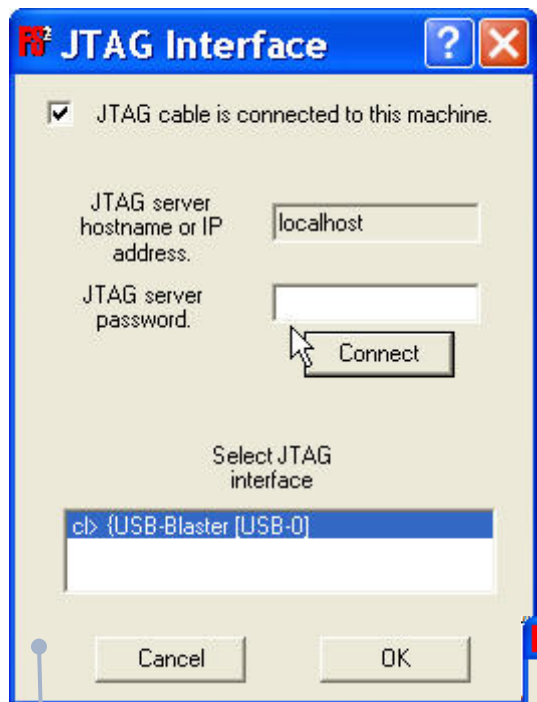 FS² JTAG Interface
JTAG cable is connected to this machine.
JTAG server
hostname or IP
address.
localhost
JTAG server
password.
Connect
Select JTAG
interface
cl> {USB-Blaster [USB-0]
Cancel
OK